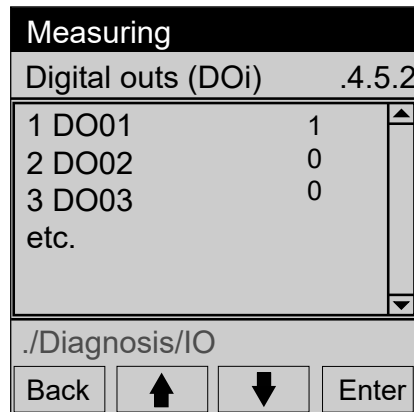 Measuring
Digital outs (DOi) .4.5.2
1 DO01 1
2 DO02 0
3 DO03 0
etc.
./Diagnosis/IO
Back Enter